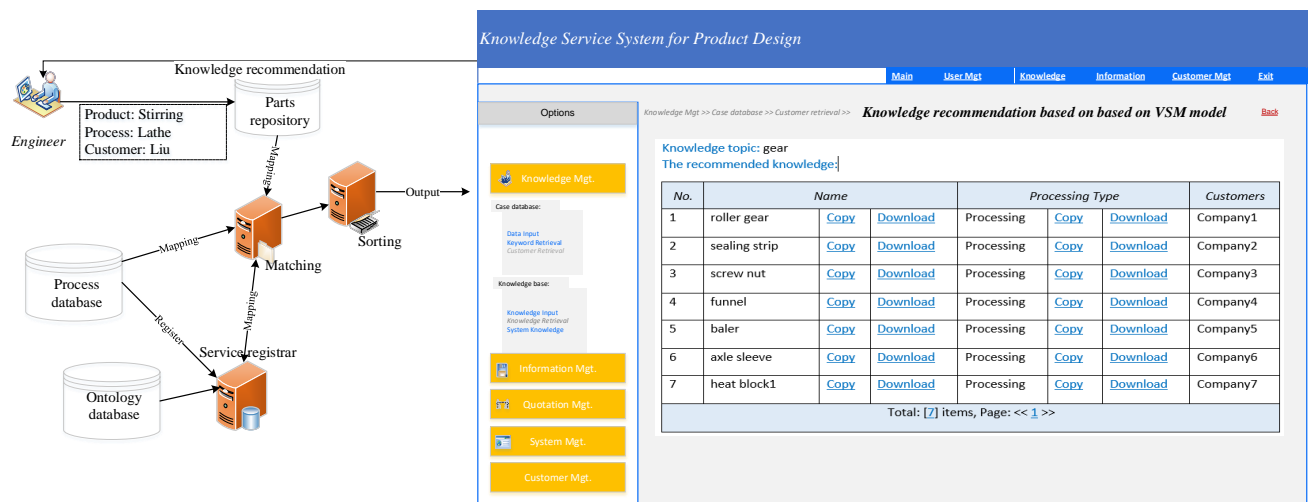 Knowledge recommendation
Engineer
Product: Stirring
Process: Lathe
Customer: Liu
Parts
repository
Mapping
Output
Sorting
Mapping
Matching
Process
database
Mapping
Register
Service registrar
Ontology
database
Knowledge Service System for Product Design
Main User Mgt Knowledge Information Customer Mgt Exit
Options
Knowledge Mgt >> Case database >> Customer retrieval >> Knowledge recommendation based on based on VSM model Back
Knowledge Mgt.
Case database:
Data Input
Keyword Retrieval
Customer Retrieval
Knowledge base:
Knowledge Input
Knowledge Retrieval
System Knowledge
Information Mgt.
Quotation Mgt.
System Mgt.
Customer Mgt.
Knowledge topic: gear
The recommended knowledge:
No. Name Processing Type Customers
1 roller gear Copy Download Processing Copy Download Company1
2 sealing strip Copy Download Processing Copy Download Company2
3 screw nut Copy Download Processing Copy Download Company3
4 funnel Copy Download Processing Copy Download Company4
5 baler Copy Download Processing Copy Download Company5
6 axle sleeve Copy Download Processing Copy Download Company6
7 heat block1 Copy Download Processing Copy Download Company7
Total: [7] items, Page: << 1 >>